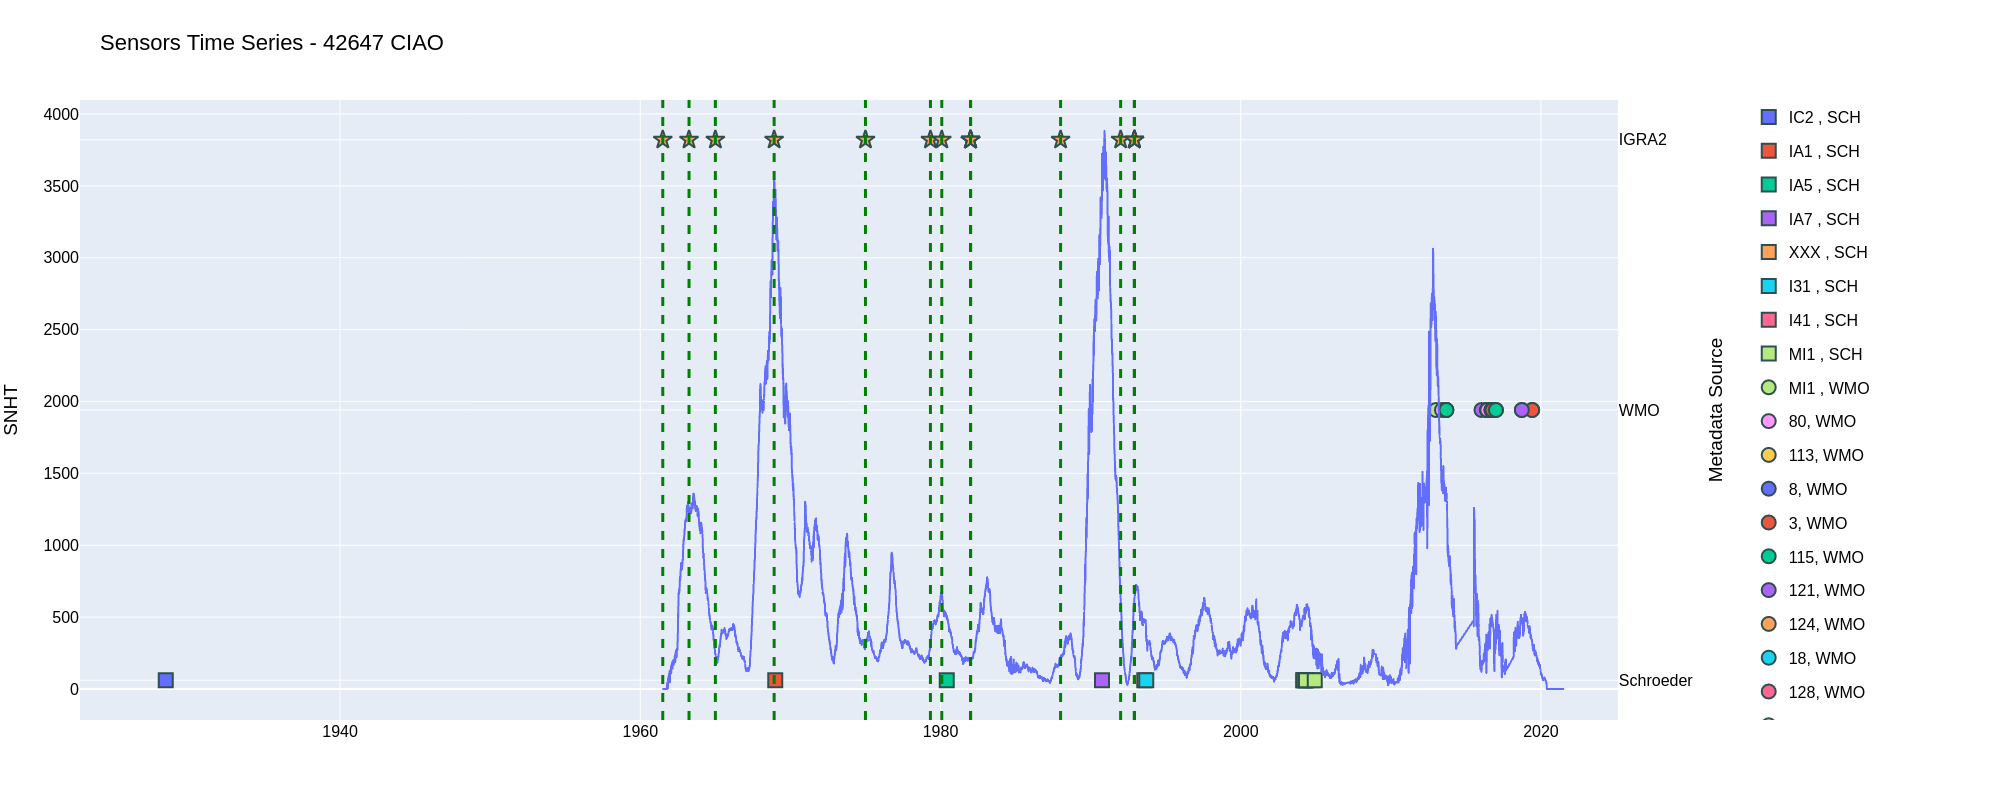 Sensors Time Series - 42647 CIAO
4000
3500
3000
2500
2000
1500
1000
500
0
SNHT
1940
1960
1980
2000
2020
IGRA2
WMO
Schroeder
Metadata Source
IC2 , SCH
IA1 , SCH
IA5 , SCH
IA7 , SCH
XXX , SCH
I31 , SCH
I41 , SCH
MI1 , SCH
MI1 , WMO
80, WMO
113, WMO
8, WMO
3, WMO
115, WMO
121, WMO
124, WMO
18, WMO
128, WMO